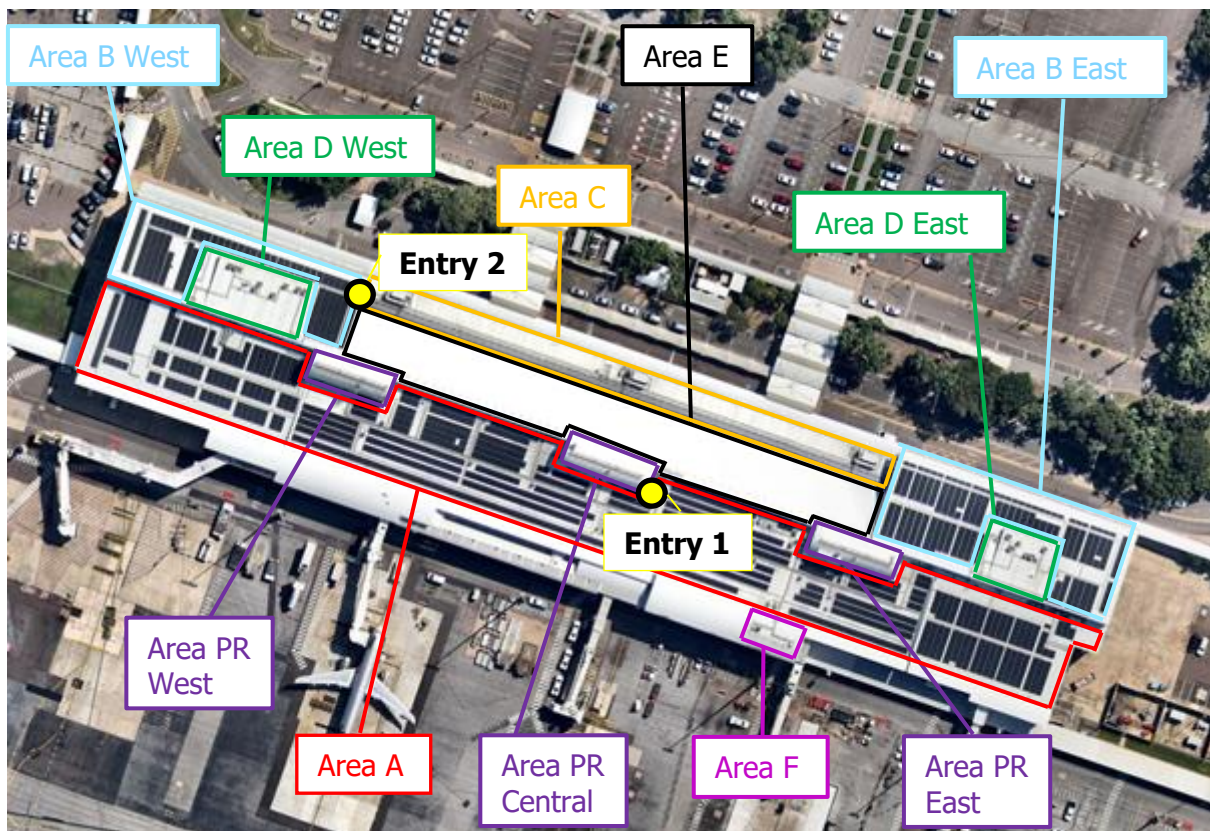 Area B West
Area E
Area B East
Area D West
Area C
Area D East
Entry 2
Entry 1
Area PR
West
Area A
Area PR
Central
Area F
Area PR
East